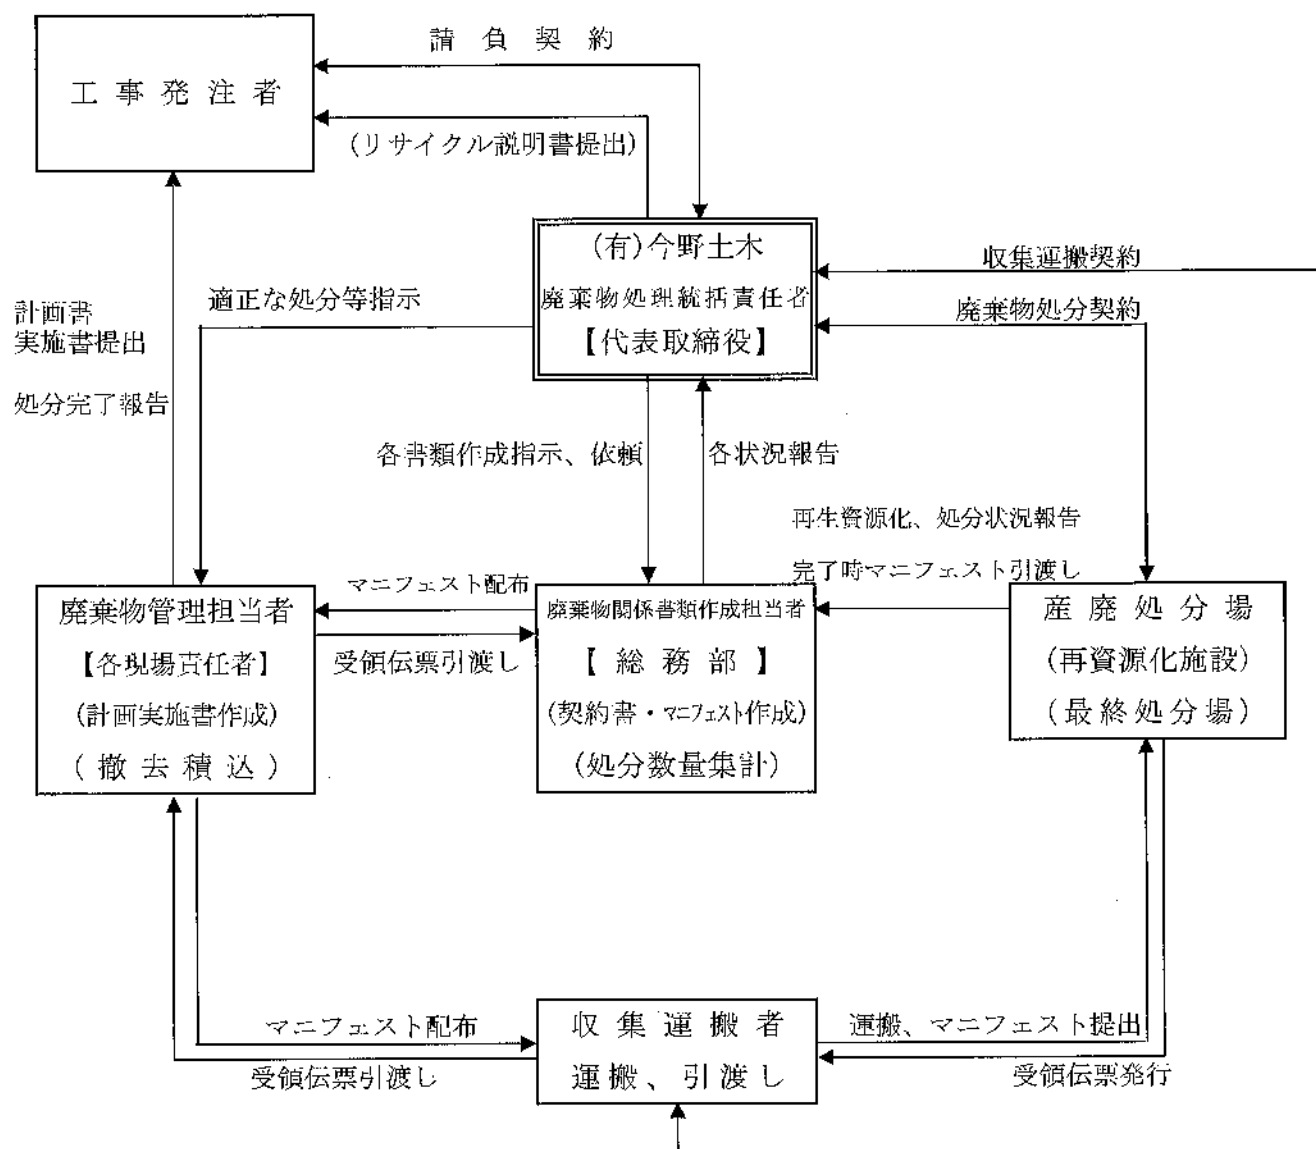 請負契約
工事発注者
(リサイクル説明書提出)
(有)今野土木
廃棄物処理統括責任者
【代表取締役】
収集運搬契約
廃棄物処分契約
適正な処分等指示
計画書
実施書提出
処分完了報告
各書類作成指示、依頼
各状況報告
再生資源化、処分状況報告
完了時マニフェスト引渡し
マニフェスト配布
受領伝票引渡し
廃棄物管理担当者
【各現場責任者】
(計画実施書作成)
(撤去積込)
廃棄物関係書類作成担当者
【総務部】
(契約書・マニフェスト作成)
(処分数量集計)
産廃処分場
(再資源化施設)
(最終処分場)
マニフェスト配布
受領伝票引渡し
収集運搬者
運搬、引渡し
運搬、マニフェスト提出
受領伝票発行